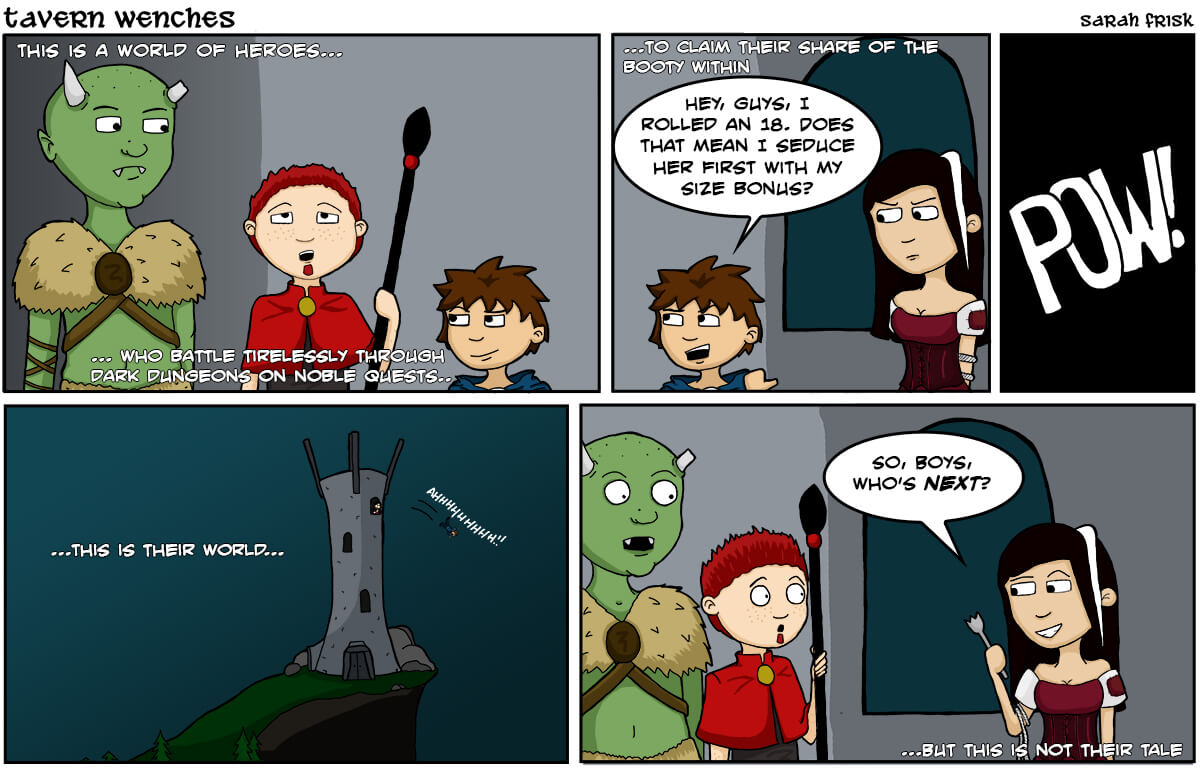 TAVERN WENCHES
SARAH FRISK
THIS IS A WORLD OF HEROES...
... WHO BATTLE TIRELESSLY THROUGH
DARK DUNGEONS ON NOBLE QUESTS..
...TO CLAIM THEIR SHARE OF THE
BOOTY WITHIN
HEY, GUYS, I
ROLLED AN 18. DOES
THAT MEAN I SEDUCE
HER FIRST WITH MY
SIZE BONUS?
POW!
...THIS IS THEIR WORLD...
AHHHHUHHHH!!
SO, BOYS,
WHO'S NEXT?
...BUT THIS IS NOT THEIR TALE